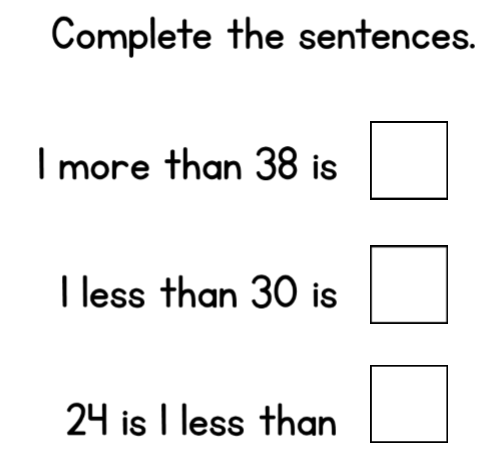 Complete the sentences.
1 more than 38 is
1 less than 30 is
24 is 1 less than